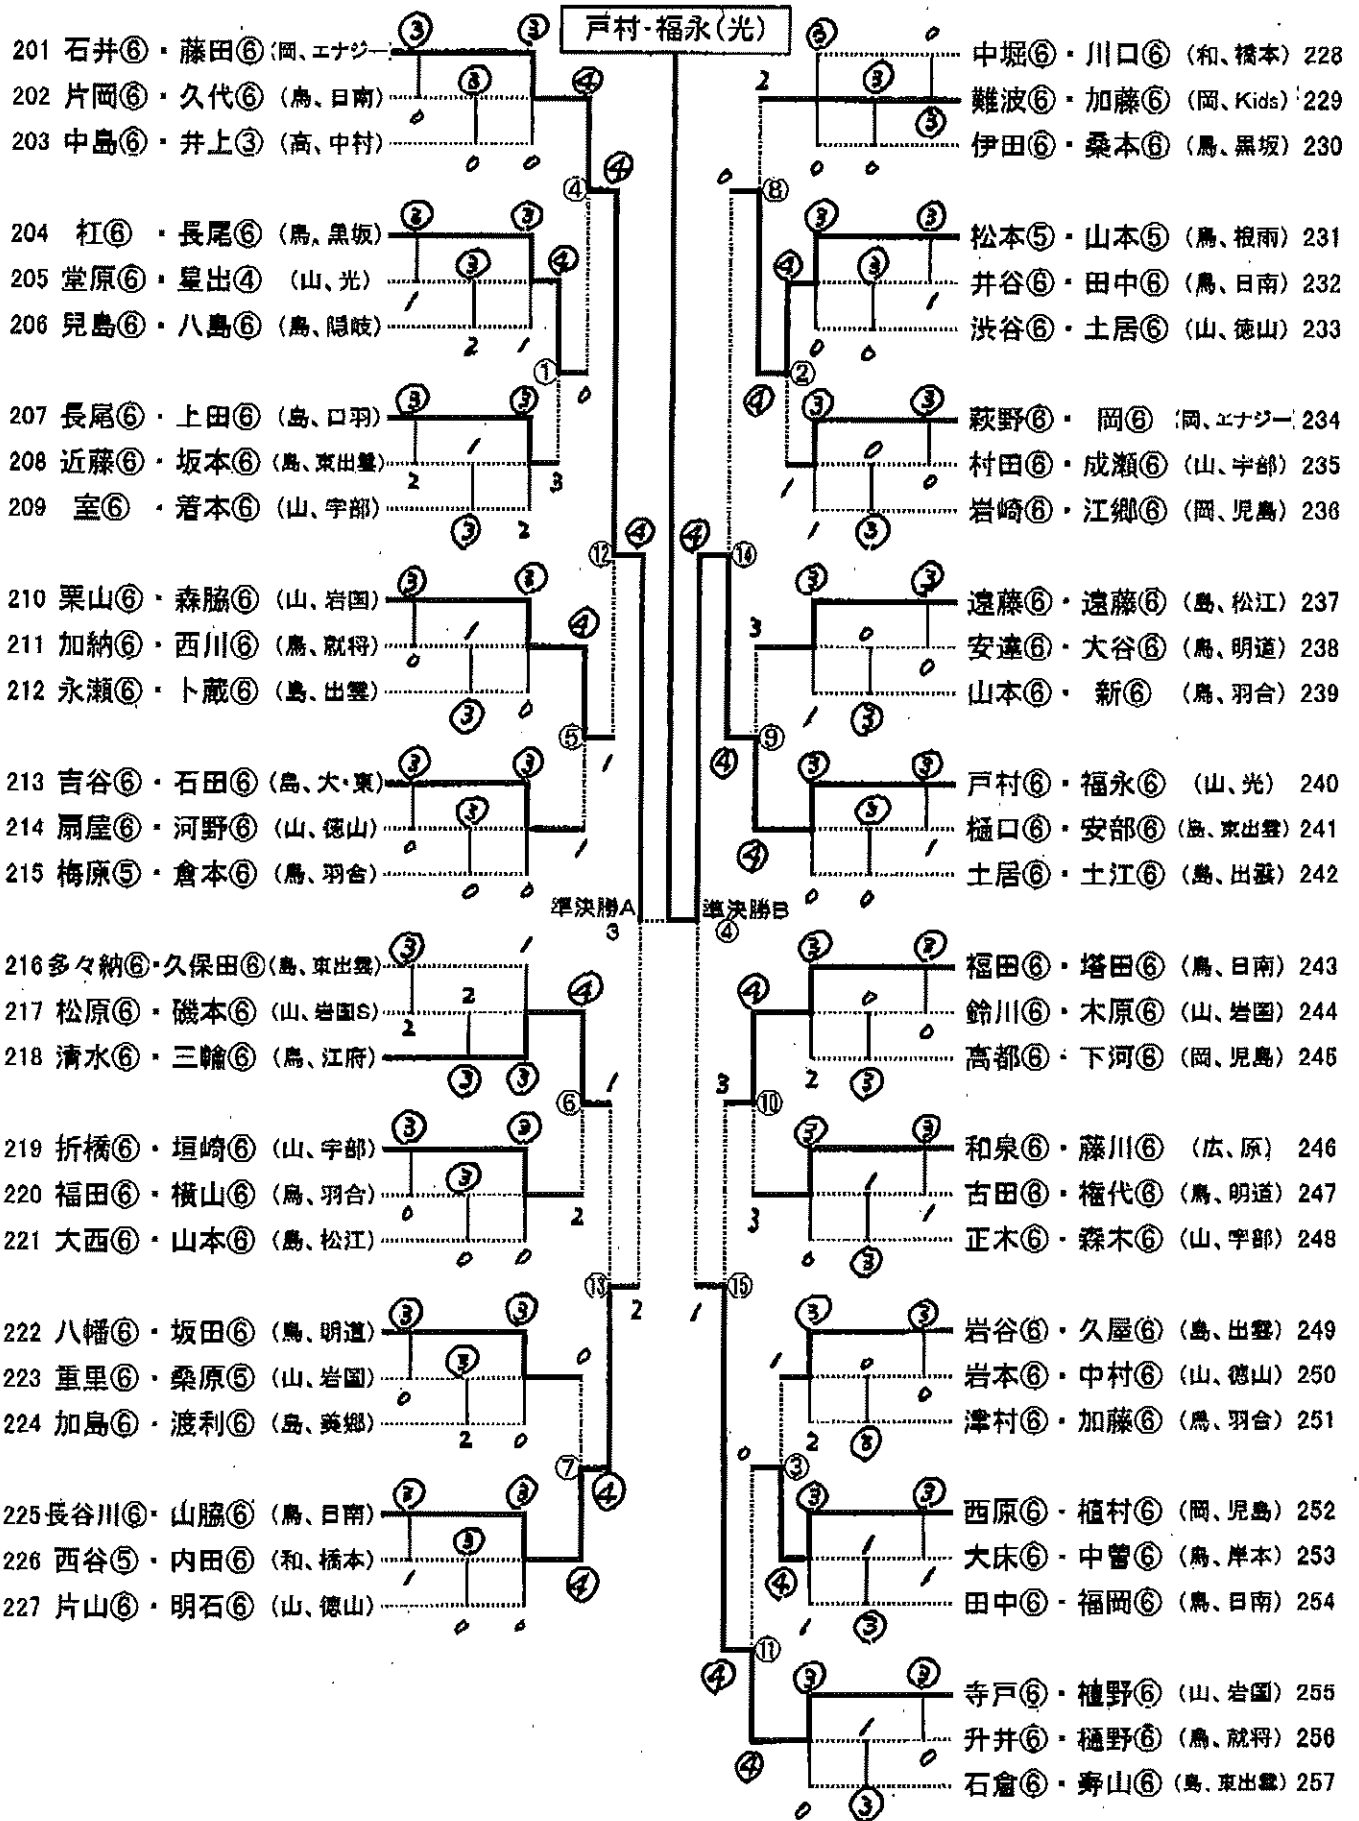 戸村・福永(光)
201 石井⑥・藤田⑥ (岡、エナジー
202 片岡⑥・久代⑥ (鳥、日南)
203 中島⑥・井上③ (高、中村)
204 杠⑥・長尾⑥ (鳥、黒坂)
205 堂原⑥・星出④ (山、光)
206 児島⑥・八島⑥ (島、隠岐)
207 長尾⑥・上田⑥ (島、口羽)
208 近藤⑥・坂本⑥ (島、東出雲)
209 室⑥・着本⑥ (山、宇部)
210 栗山⑥・森脇⑥ (山、岩国)
211 加納⑥・西川⑥ (鳥、就将)
212 永瀬⑥・卜蔵⑥ (島、出雲)
213 吉谷⑥・石田⑥ (島、大・東)
214 扇屋⑥・河野⑥ (山、徳山)
215 梅原⑤・倉本⑥ (鳥、羽合)
準決勝A
3
準決勝B
④
216 多々納⑥・久保田⑥ (島、東出雲)
217 松原⑥・磯本⑥ (山、岩国S)
218 清水⑥・三輪⑥ (鳥、江府)
219 折橋⑥・垣崎⑥ (山、宇部)
220 福田⑥・横山⑥ (鳥、羽合)
221 大西⑥・山本⑥ (島、松江)
222 八幡⑥・坂田⑥ (鳥、明道)
223 重里⑥・桑原⑤ (山、岩国)
224 加島⑥・渡利⑥ (島、美郷)
225 長谷川⑥・山脇⑥ (鳥、日南)
226 西谷⑤・内田⑥ (和、橋本)
227 片山⑥・明石⑥ (山、徳山)
中堀⑥・川口⑥ (和、橋本) 228
難波⑥・加藤⑥ (岡、Kids) 229
伊田⑥・桑本⑥ (鳥、黒坂) 230
松本⑤・山本⑤ (鳥、根雨) 231
井谷⑥・田中⑥ (鳥、日南) 232
渋谷⑥・土居⑥ (山、徳山) 233
萩野⑥・岡⑥ 岡、エナジー 234
村田⑥・成瀬⑥ (山、宇部) 235
岩崎⑥・江郷⑥ (岡、児島) 236
遠藤⑥・遠藤⑥ (島、松江) 237
安達⑥・大谷⑥ (鳥、明道) 238
山本⑥・新⑥ (鳥、羽合) 239
戸村⑥・福永⑥ (山、光) 240
樋口⑥・安部⑥ (島、東出雲) 241
土居⑥・土江⑥ (島、出雲) 242
福田⑥・塔田⑥ (鳥、日南) 243
鈴川⑥・木原⑥ (山、岩国) 244
高都⑥・下河⑥ (岡、児島) 245
和泉⑥・藤川⑥ (広、原) 246
古田⑥・権代⑥ (鳥、明道) 247
正木⑥・森木⑥ (山、宇部) 248
岩谷⑥・久屋⑥ (島、出雲) 249
岩本⑥・中村⑥ (山、徳山) 250
津村⑥・加藤⑥ (鳥、羽合) 251
西原⑥・植村⑥ (岡、児島) 252
大床⑥・中曽⑥ (鳥、岸本) 253
田中⑥・福岡⑥ (鳥、日南) 254
寺戸⑥・植野⑥ (山、岩国) 255
升井⑥・樋野⑥ (鳥、就将) 256
石倉⑥・寿山⑥ (島、東出雲) 257